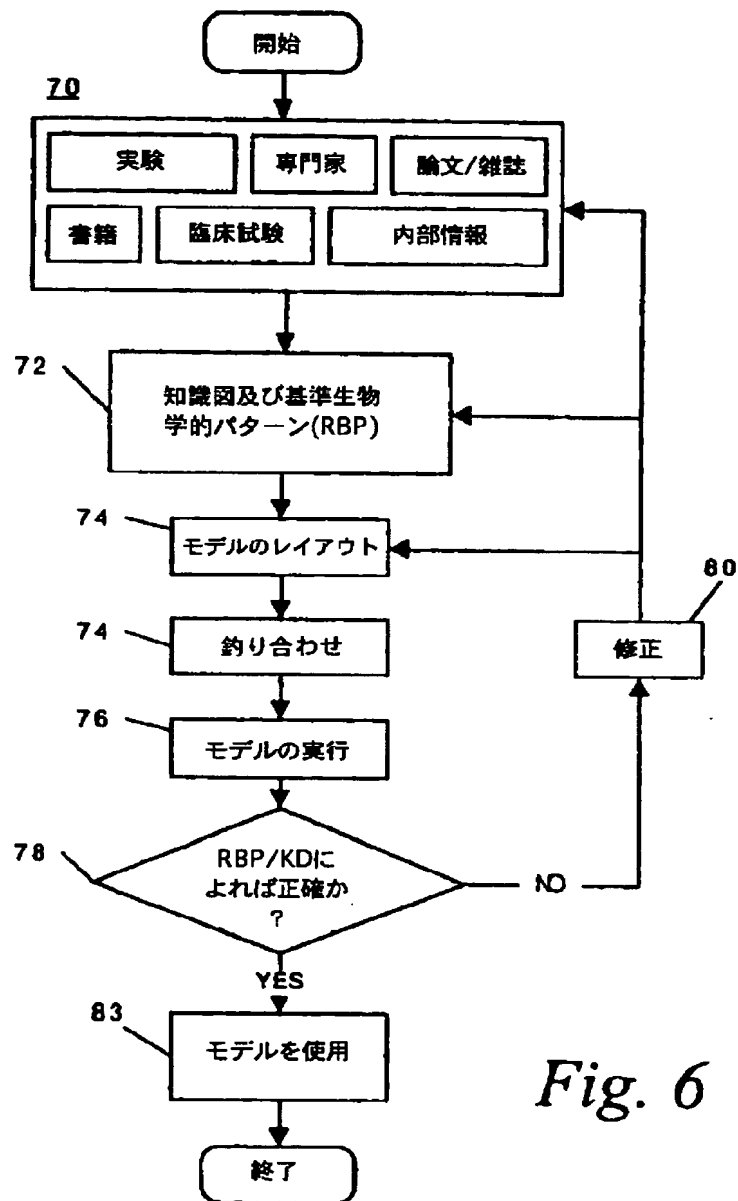 開始
70
実験
専門家
論文/雑誌
書籍
臨床試験
内部情報
72
知識図及び基準生物
学的パターン(RBP)
74
モデルのレイアウト
80
74
釣り合わせ
修正
76
モデルの実行
78
RBP/KDに
よれば正確か
?
NO
YES
83
モデルを使用
Fig. 6
終了